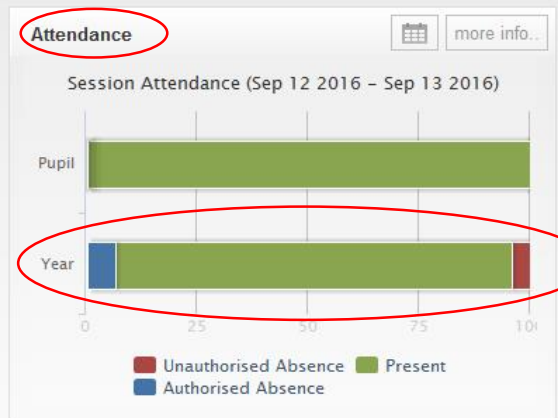 Attendance
more info..
Session Attendance (Sep 12 2016 – Sep 13 2016)
Pupil
Year
0 25 50 75 100
Unauthorised Absence Present
Authorised Absence